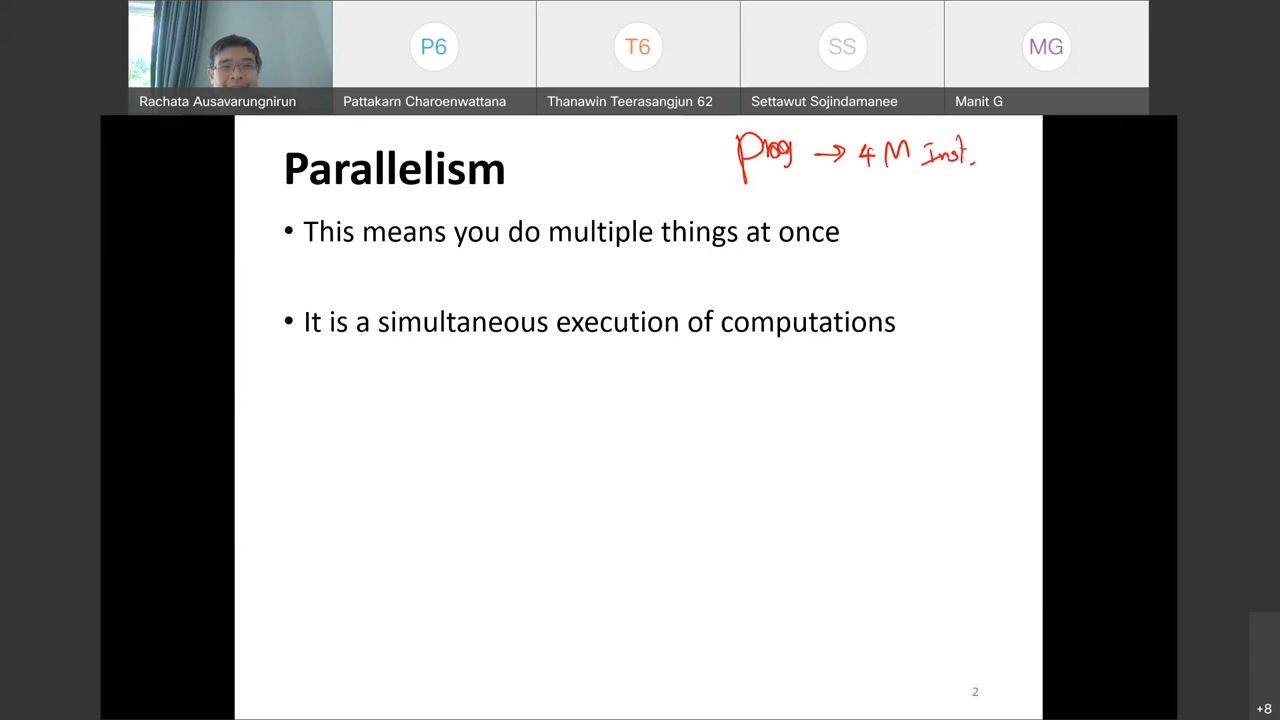 P6
T6
SS
MG
Rachata Ausavarungnirun
Pattakarn Charoenwattana
Thanawin Teerasangjun 62
Settawut Sojindamanee
Manit G
Prog → 4 M Inst.
Parallelism
• This means you do multiple things at once
• It is a simultaneous execution of computations
2
+8